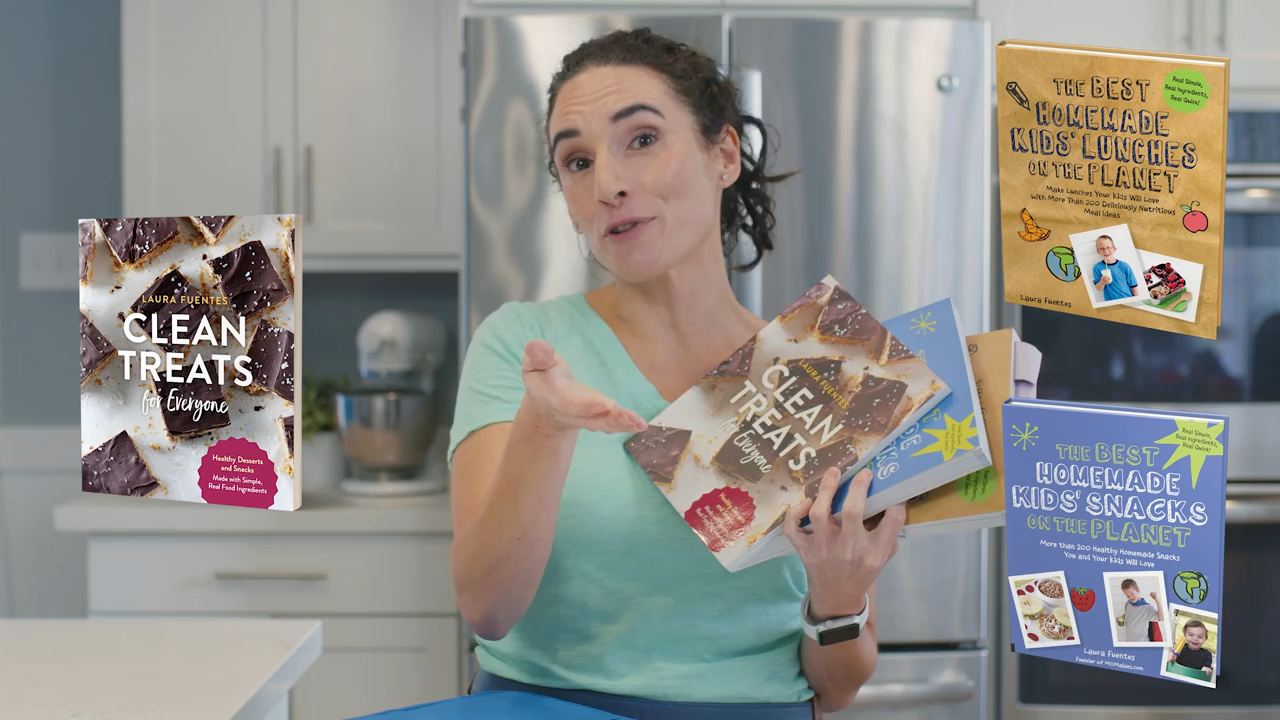 LAURA FUENTES
CLEAN
TREATS
for Everyone
Healthy Desserts
and Snacks
Made with Simple,
Real Food Ingredients
LAURA FUENTES
CLEAN
TREATS
for Everyone
Real Simple,
Real Ingredients,
Real Quick!
THE BEST
HOMEMADE
KIDS' LUNCHES
ON THE PLANET
Make Lunches Your Kids Will Love
with More Than 200 Deliciously Nutritious
Meal Ideas
Laura Fuentes
Real Simple,
Real Ingredients,
Real Quick!
THE BEST
HOMEMADE
KIDS' SNACKS
ON THE PLANET
More than 200 Healthy Homemade Snacks
You and Your Kids Will Love
Laura Fuentes
Founder of MOMables.com